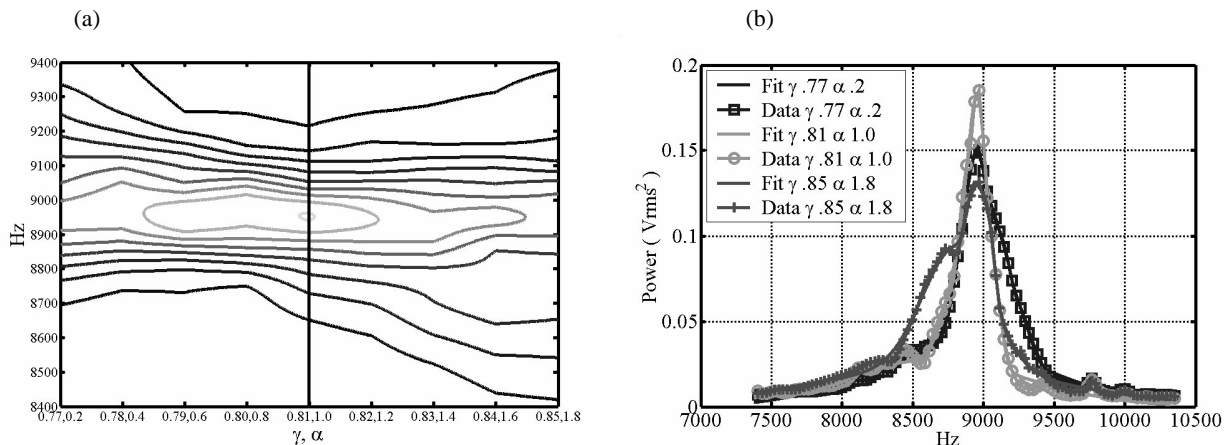 (a)
(b)
9400
9300
9200
9100
9000
8900
8800
8700
8600
8500
8400
Hz
0.77,0.2
0.78,0.4
0.79,0.6
0.80,0.8
0.81,1.0
0.82,1.2
0.83,1.4
0.84,1.6
0.85,1.8
γ, α
0.2
0.15
0.1
0.05
0
Power ( Vrms²)
Fit γ .77 α .2
Data γ .77 α .2
Fit γ .81 α 1.0
Data γ .81 α 1.0
Fit γ .85 α 1.8
Data γ .85 α 1.8
7000
7500
8000
8500
9000
9500
10000
10500
Hz